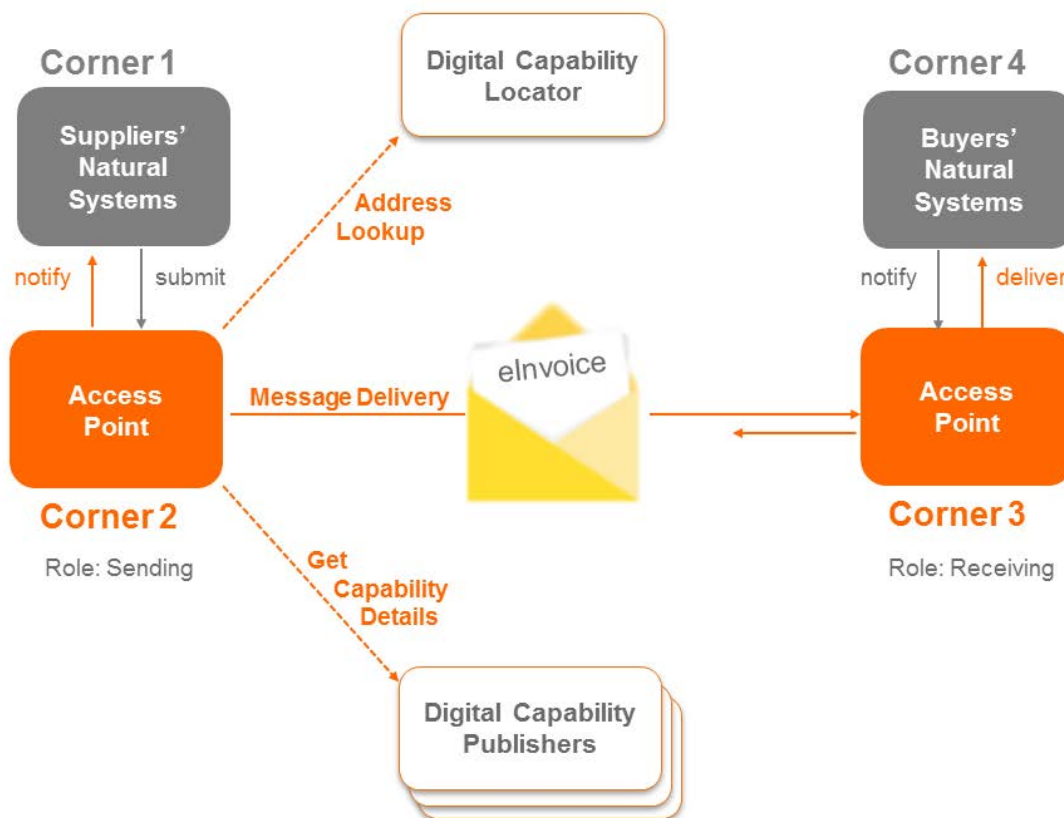 Corner 1
Suppliers’
Natural
Systems
notify
submit
Access
Point
Corner 2
Role: Sending
Digital Capability
Locator
Address
Lookup
Message Delivery
eInvoice
Get
Capability
Details
Digital Capability
Publishers
Corner 4
Buyers’
Natural
Systems
notify
deliver
Access
Point
Corner 3
Role: Receiving